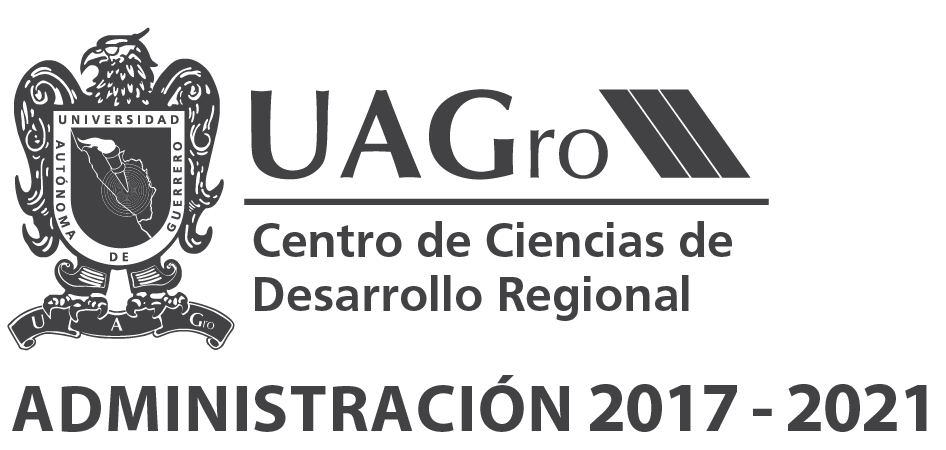 UNIVERSIDAD
AUTÓNOMA
DE
GUERRERO
U A Gro
UAGro
Centro de Ciencias de
Desarrollo Regional
ADMINISTRACIÓN 2017 - 2021